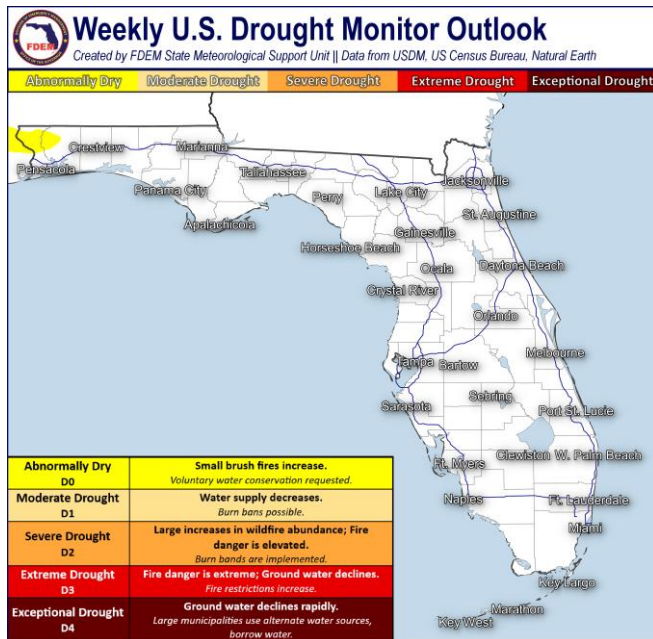 Weekly U.S. Drought Monitor Outlook
FDEM
Created by FDEM State Meteorological Support Unit || Data from USDM, US Census Bureau, Natural Earth
Abnormally Dry Moderate Drought Severe Drought Extreme Drought Exceptional Drought
Crestview
Marianna
Pensacola
Tallahassee
Jacksonville
Panama City
Perry
Lake City
Apalachicola
St. Augustine
Gainesville
Horseshoe Beach
Ocala
Daytona Beach
Crystal River
Orlando
Melbourne
Tampa
Bartow
Sebring
Sarasota
Port St. Lucie
Ft. Myers
Clewiston
W. Palm Beach
Naples
Ft. Lauderdale
Miami
Key Largo
Marathon
Key West
Abnormally Dry
D0
Small brush fires increase.
Voluntary water conservation requested.
Moderate Drought
D1
Water supply decreases.
Burn bans possible.
Severe Drought
D2
Large increases in wildfire abundance; Fire
danger is elevated.
Burn bands are implemented.
Extreme Drought
D3
Fire danger is extreme; Ground water declines.
Fire restrictions increase.
Exceptional Drought
D4
Ground water declines rapidly.
Large municipalities use alternate water sources,
borrow water.